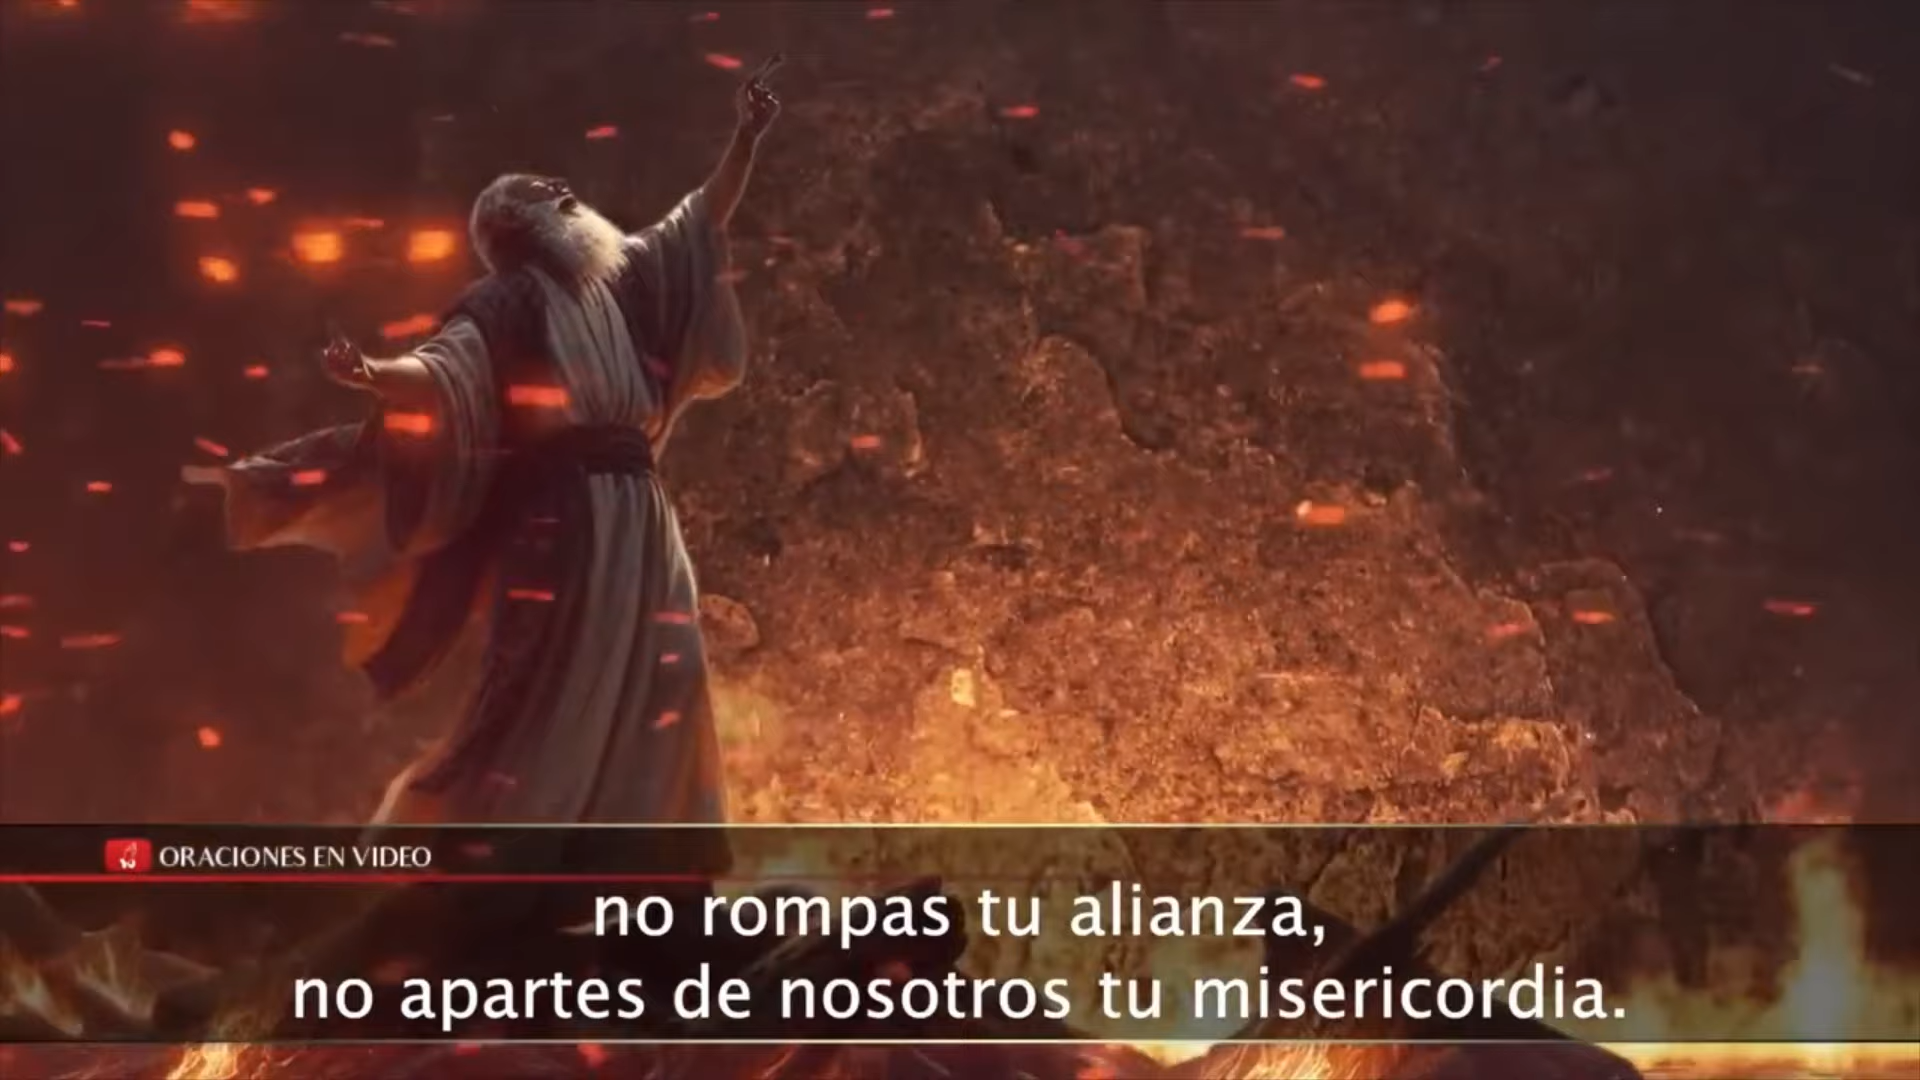 ORACIONES EN VIDEO
no rompas tu alianza,
no apartes de nosotros tu misericordia.